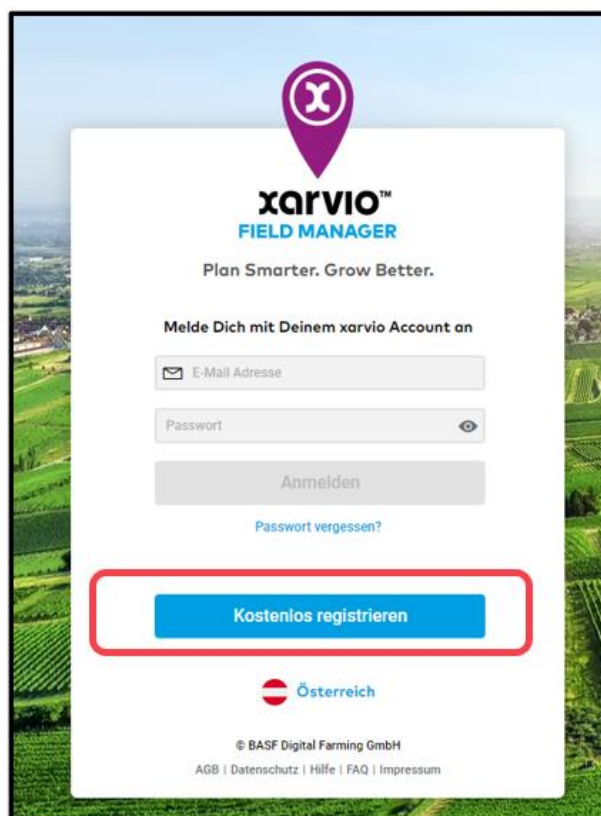 xarvio™
FIELD MANAGER
Plan Smarter. Grow Better.
Melde Dich mit Deinem xarvio Account an
E-Mail Adresse
Passwort
Anmelden
Passwort vergessen?
Kostenlos registrieren
Österreich
© BASF Digital Farming GmbH
AGB | Datenschutz | Hilfe | FAQ | Impressum